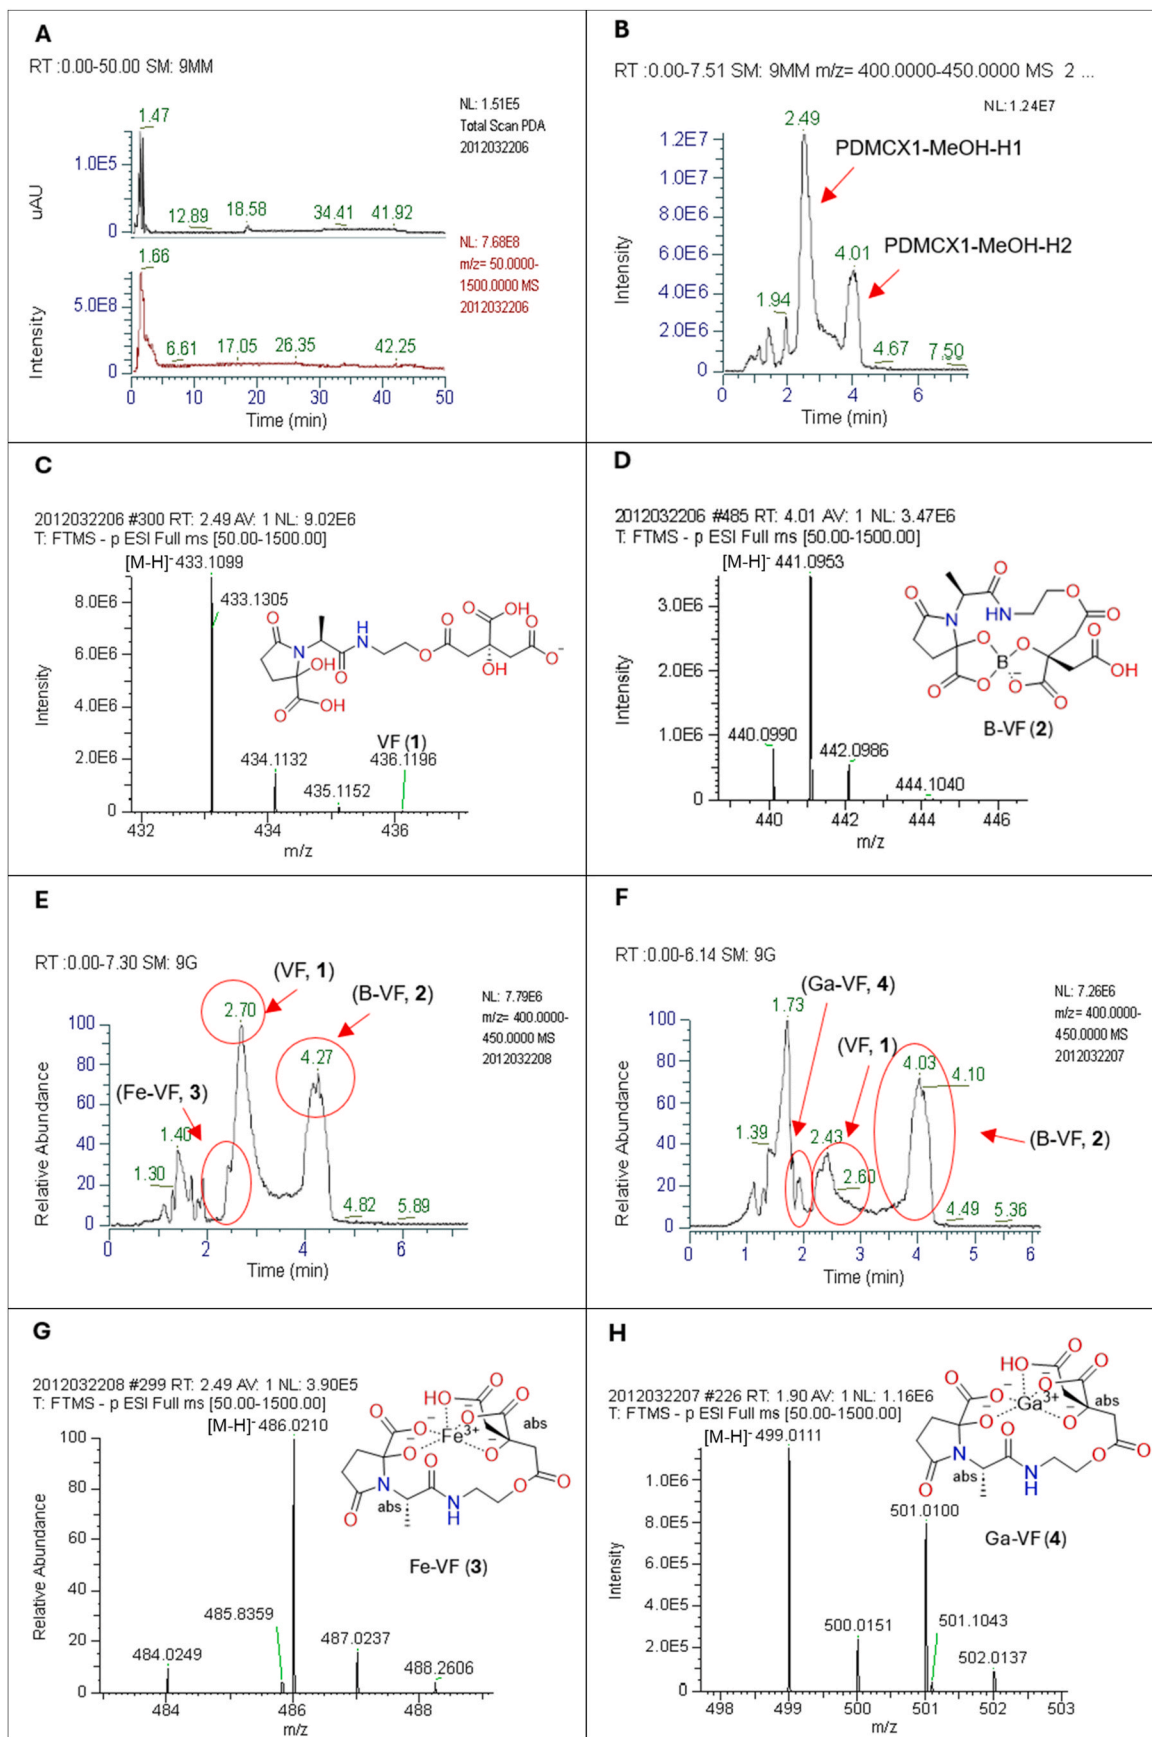 A
RT :0.00-50.00 SM: 9MM
NL: 1.51E5
Total Scan PDA
2012032206
1.47
1.0E5
0
uAU
12.89
18.58
34.41
41.92
NL: 7.68E8
m/z= 50.0000-
1500.0000 MS
2012032206
1.66
5.0E8
0
Intensity
6.61
17.05
26.35
42.25
0 10 20 30 40 50
Time (min)
B
RT :0.00-7.51 SM: 9MM m/z= 400.0000-450.0000 MS 2 ...
NL:1.24E7
2.49
PDMCX1-MeOH-H1
PDMCX1-MeOH-H2
4.01
1.94
4.67
7.50
1.2E7
1.0E7
8.0E6
6.0E6
4.0E6
2.0E6
0
Intensity
0 2 4 6
Time (min)
C
2012032206 #300 RT: 2.49 AV: 1 NL: 9.02E6
T: FTMS - p ESI Full ms [50.00-1500.00]
[M-H]- 433.1099
433.1305
8.0E6
6.0E6
4.0E6
2.0E6
0
Intensity
O
N
OH
O
OH
O
H
N
O
O
O
OH
OH
O
O-
VF (1)
434.1132
435.1152
436.1196
432 434 436
m/z
D
2012032206 #485 RT: 4.01 AV: 1 NL: 3.47E6
T: FTMS - p ESI Full ms [50.00-1500.00]
[M-H]- 441.0953
3.0E6
2.0E6
1.0E6
0
Intensity
O
O
N
HN
O
O
O
O
B-
O
O
O
O
O
OH
B-VF (2)
440.0990
442.0986
444.1040
440 442 444 446
m/z
E
RT :0.00-7.30 SM: 9G
(VF, 1)
(B-VF, 2)
NL: 7.79E6
m/z= 400.0000-
450.0000 MS
2012032208
2.70
4.27
(Fe-VF, 3)
1.40
1.30
4.82
5.89
100
80
60
40
20
0
Relative Abundance
0 2 4 6
Time (min)
F
RT :0.00-6.14 SM: 9G
(Ga-VF, 4)
NL: 7.26E6
m/z= 400.0000-
450.0000 MS
2012032207
1.73
(VF, 1)
4.03
4.10
(B-VF, 2)
1.39
2.43
2.60
4.49
5.36
100
80
60
40
20
0
Relative Abundance
0 1 2 3 4 5 6
Time (min)
G
2012032208 #299 RT: 2.49 AV: 1 NL: 3.90E5
T: FTMS - p ESI Full ms [50.00-1500.00]
[M-H]- 486.0210
100
80
60
40
20
0
Relative Abundance
O
HO
O
O
O-
O-
O-
O-
Fe3+
abs
O
N
O
abs
N
H
O
O
O
Fe-VF (3)
485.8359
484.0249
487.0237
488.2606
484 486 488
m/z
H
2012032207 #226 RT: 1.90 AV: 1 NL: 1.16E6
T: FTMS - p ESI Full ms [50.00-1500.00]
[M-H]- 499.0111
O
HO
O
O
O-
O-
O-
O-
Ga3+
abs
O
N
O
abs
N
H
O
O
Ga-VF (4)
1.0E6
8.0E5
6.0E5
4.0E5
2.0E5
0
Intensity
501.0100
500.0151
501.1043
502.0137
498 499 500 501 502 503
m/z